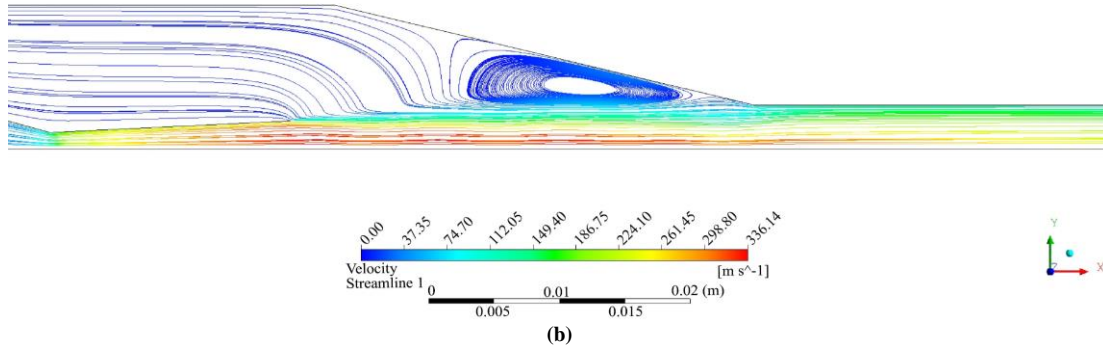 0.00 37.35 74.70 112.05 149.40 186.75 224.10 261.45 298.80 336.14
Velocity [m s^-1]
Streamline 1
0 0.01 0.02 (m)
0.005 0.015
Y
Z X
(b)